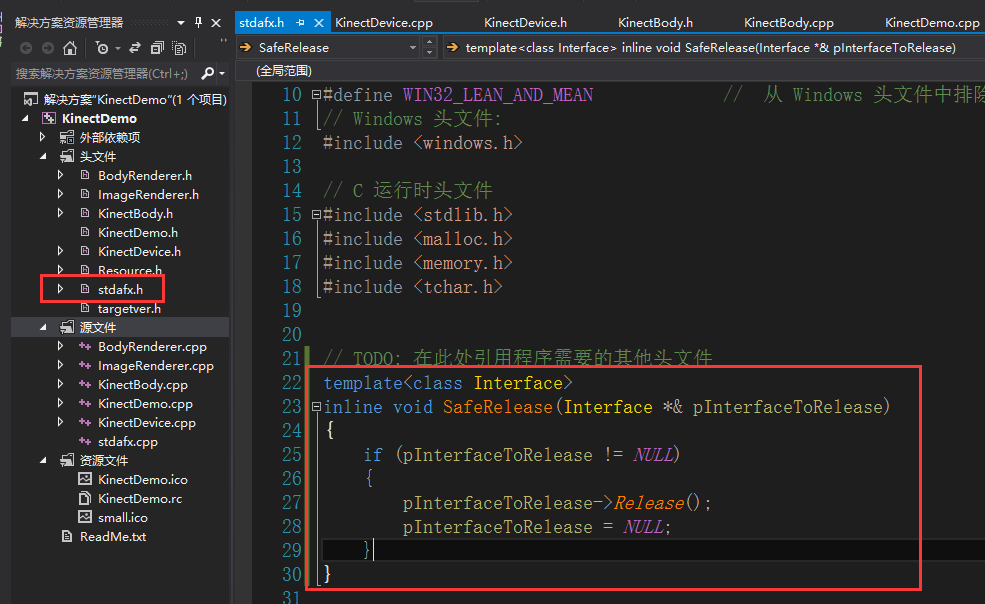 解决方案资源管理器
搜索解决方案资源管理器(Ctrl+;)
解决方案"KinectDemo"(1 个项目)
KinectDemo
外部依赖项
头文件
BodyRenderer.h
ImageRenderer.h
KinectBody.h
KinectDemo.h
KinectDevice.h
Resource.h
stdafx.h
targetver.h
源文件
BodyRenderer.cpp
ImageRenderer.cpp
KinectBody.cpp
KinectDemo.cpp
KinectDevice.cpp
stdafx.cpp
资源文件
KinectDemo.ico
KinectDemo.rc
small.ico
ReadMe.txt
stdafx.h KinectDevice.cpp KinectDevice.h KinectBody.h KinectBody.cpp KinectDemo.cpp
SafeRelease template<class Interface> inline void SafeRelease(Interface *& pInterfaceToRelease)
(全局范围)
10 #define WIN32_LEAN_AND_MEAN // 从 Windows 头文件中排除
11 // Windows 头文件:
12 #include <windows.h>
13
14 // C 运行时头文件
15 #include <stdlib.h>
16 #include <malloc.h>
17 #include <memory.h>
18 #include <tchar.h>
19
20
21 // TODO: 在此处引用程序需要的其他头文件
22 template<class Interface>
23 inline void SafeRelease(Interface *& pInterfaceToRelease)
24 {
25 if (pInterfaceToRelease != NULL)
26 {
27 pInterfaceToRelease->Release();
28 pInterfaceToRelease = NULL;
29 }
30 }
31